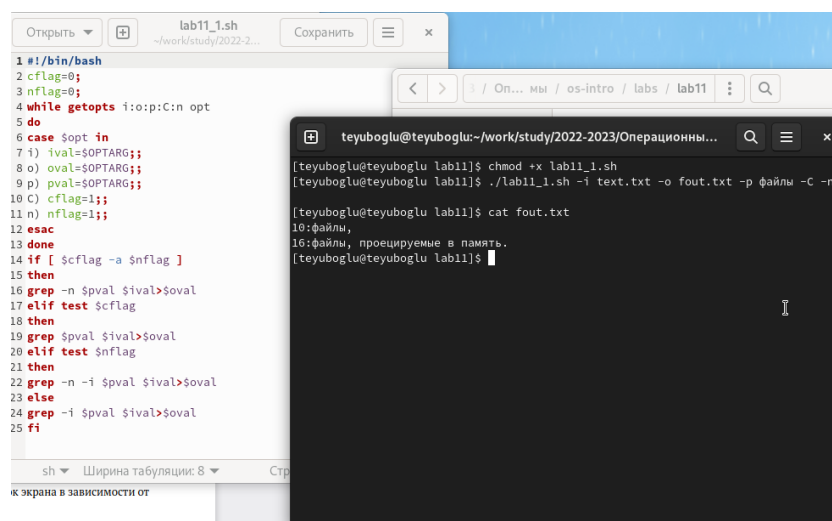 Открыть
lab11_1.sh
~/work/study/2022-2...
Сохранить
1 #!/bin/bash
2 cflag=0;
3 nflag=0;
4 while getopts i:o:p:C:n opt
5 do
6 case $opt in
7 i) ival=$OPTARG;;
8 o) oval=$OPTARG;;
9 p) pval=$OPTARG;;
10 C) cflag=1;;
11 n) nflag=1;;
12 esac
13 done
14 if [ $cflag -a $nflag ]
15 then
16 grep -n $pval $ival>$oval
17 elif test $cflag
18 then
19 grep $pval $ival>$oval
20 elif test $nflag
21 then
22 grep -n -i $pval $ival>$oval
23 else
24 grep -i $pval $ival>$oval
25 fi
sh Ширина табуляции: 8 Стр
к экрана в зависимости от
/ Оп... мы / os-intro / labs / lab11
teyuboglu@teyuboglu:~/work/study/2022-2023/Операционны...
[teyuboglu@teyuboglu lab11]$ chmod +x lab11_1.sh
[teyuboglu@teyuboglu lab11]$ ./lab11_1.sh -i text.txt -o fout.txt -p файлы -C -n
[teyuboglu@teyuboglu lab11]$ cat fout.txt
10:файлы,
16:файлы, проецируемые в память.
[teyuboglu@teyuboglu lab11]$